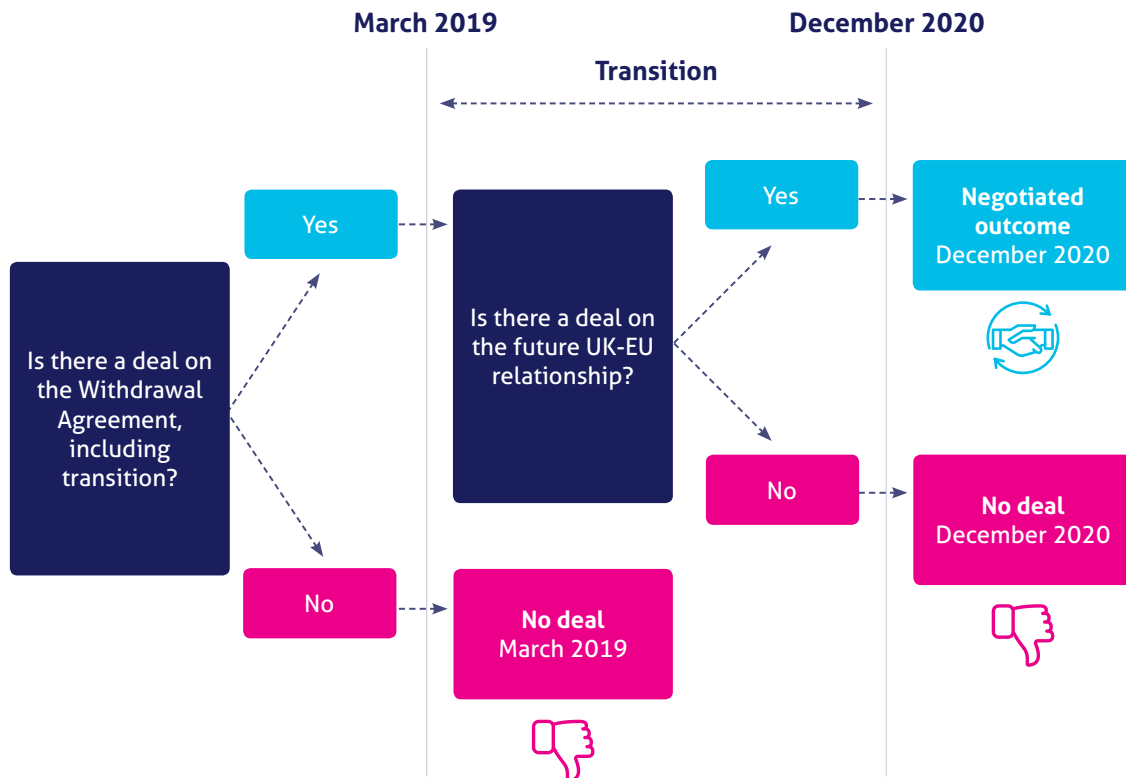 March 2019
December 2020
Transition
Is there a deal on
the Withdrawal
Agreement,
including
transition?
Yes
No
Is there a deal on
the future UK-EU
relationship?
No deal
March 2019
Yes
No
Negotiated
outcome
December 2020
No deal
December 2020